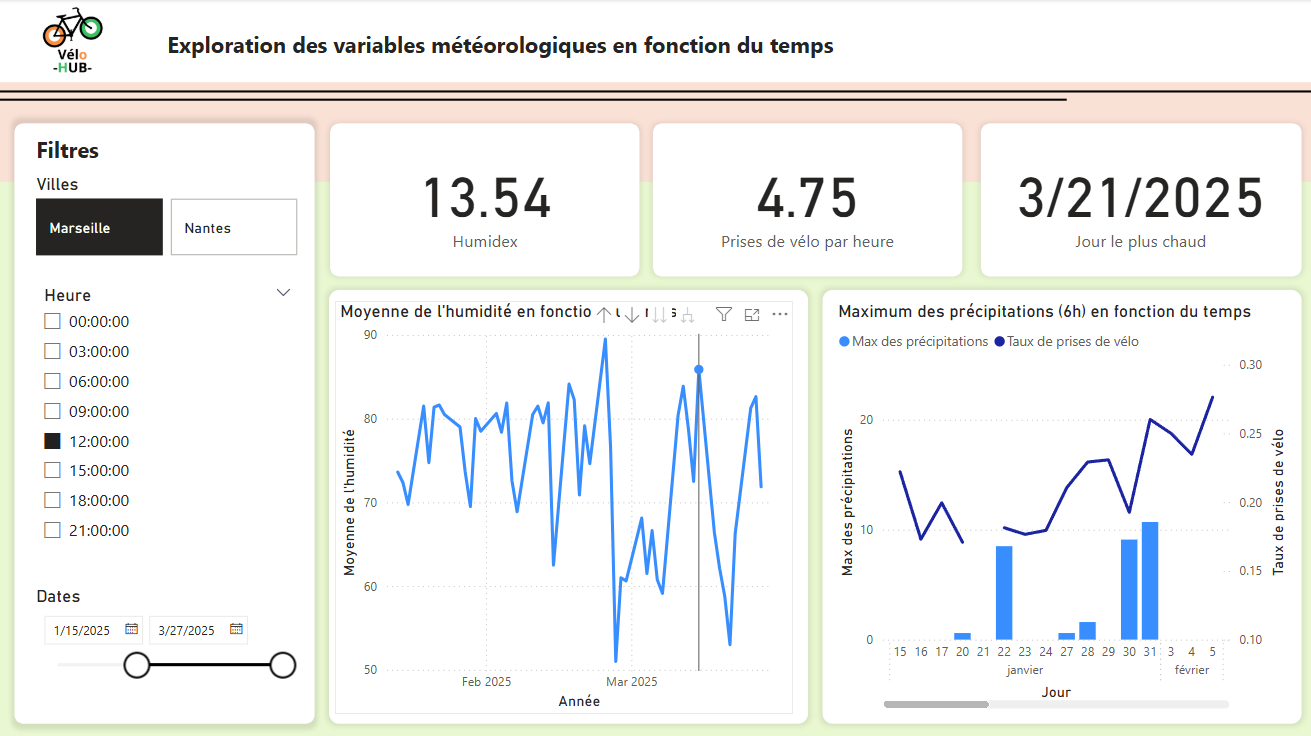 Vélo
-HUB-
Exploration des variables météorologiques en fonction du temps
Filtres
Villes
Marseille
Nantes
Heure
00:00:00
03:00:00
06:00:00
09:00:00
12:00:00
15:00:00
18:00:00
21:00:00
Dates
1/15/2025
3/27/2025
13.54
Humidex
4.75
Prises de vélo par heure
3/21/2025
Jour le plus chaud
Moyenne de l'humidité en fonctio
90
80
70
60
50
Moyenne de l'humidité
Feb 2025
Mar 2025
Année
Maximum des précipitations (6h) en fonction du temps
Max des précipitations
Taux de prises de vélo
20
10
0
Max des précipitations
0.30
0.25
0.20
0.15
0.10
Taux de prises de vélo
15 16 17 20 21 22 23 24 27 28 29 30 31 3 4 5
janvier février
Jour